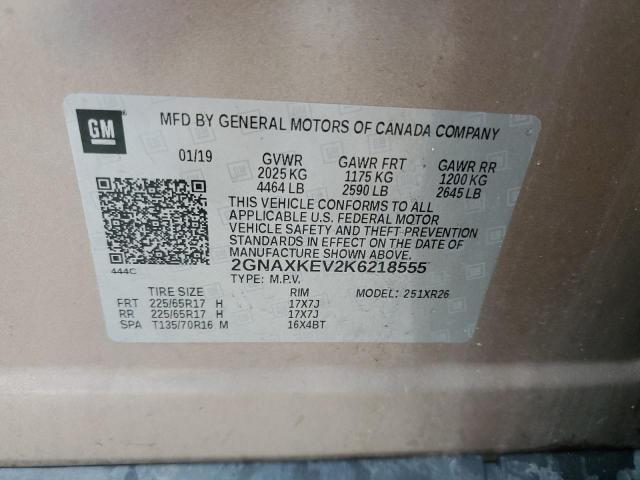 GM
MFD BY GENERAL MOTORS OF CANADA COMPANY
01/19 GVWR GAWR FRT GAWR RR
2025 KG 1175 KG 1200 KG
4464 LB 2590 LB 2645 LB
THIS VEHICLE CONFORMS TO ALL
APPLICABLE U.S. FEDERAL MOTOR
VEHICLE SAFETY AND THEFT PREVENTION
STANDARDS IN EFFECT ON THE DATE OF
MANUFACTURE SHOWN ABOVE.
444C 2GNAXKEV2K6218555
TYPE: M.P.V.
TIRE SIZE RIM MODEL: 251XR26
FRT 225/65R17 H 17X7J
RR 225/65R17 H 17X7J
SPA T135/70R16 M 16X4BT